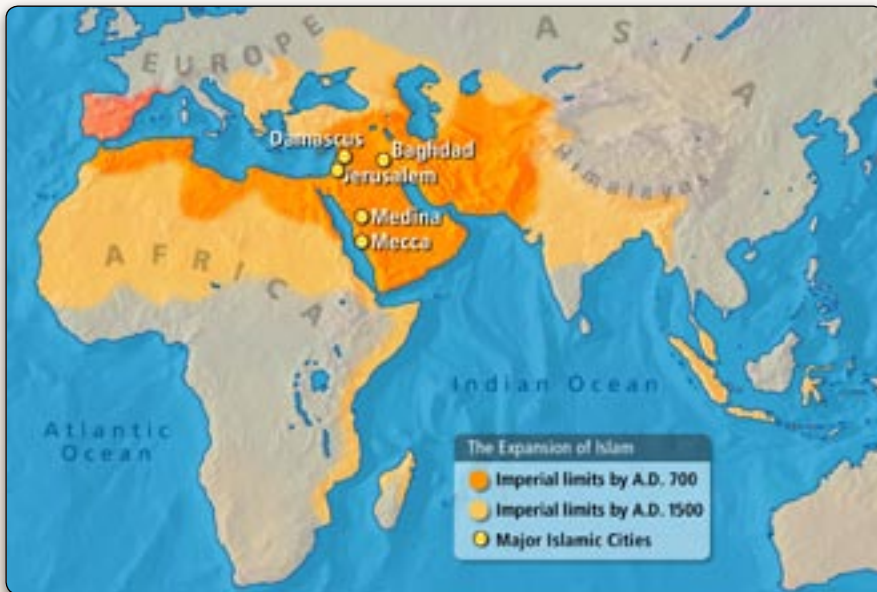 EUROPE
ASIA
Damascus
Baghdad
Jerusalem
Himalayas
Medina
Mecca
AFRICA
Indian Ocean
Atlantic
Ocean
The Expansion of Islam
Imperial limits by A.D. 700
Imperial limits by A.D. 1500
Major Islamic Cities